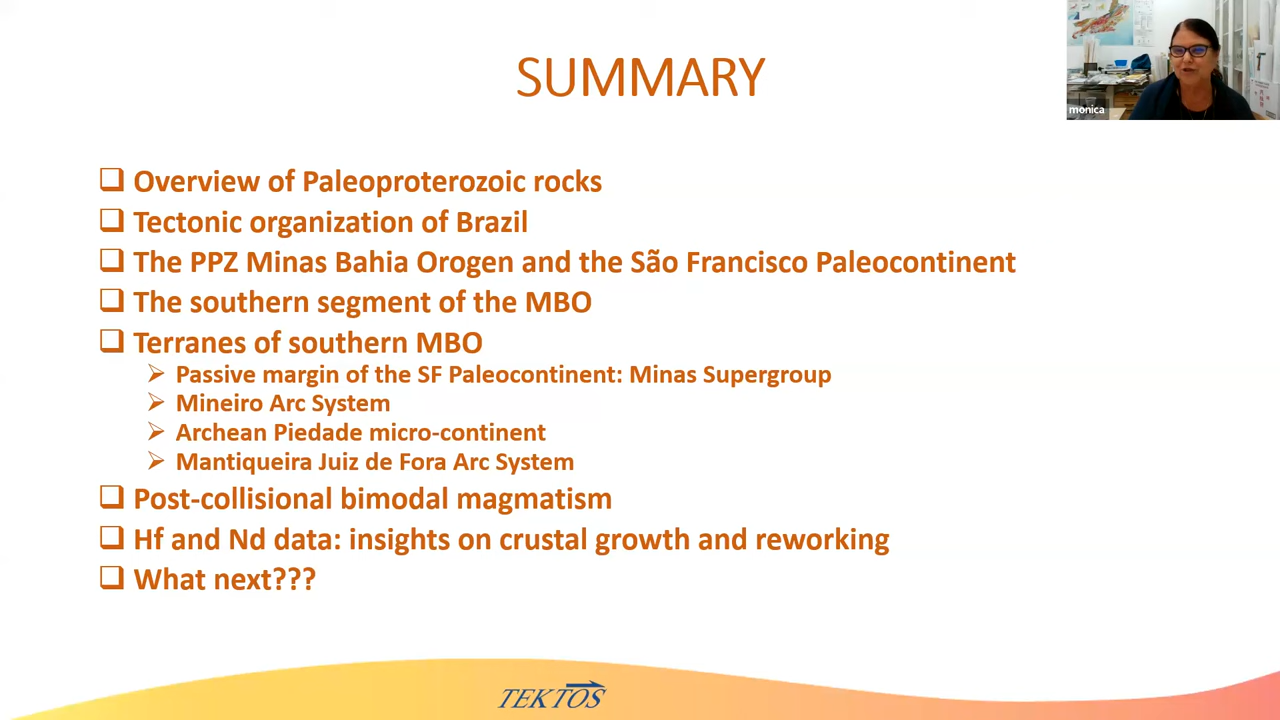 SUMMARY
monica
Overview of Paleoproterozoic rocks
Tectonic organization of Brazil
The PPZ Minas Bahia Orogen and the São Francisco Paleocontinent
The southern segment of the MBO
Terranes of southern MBO
Passive margin of the SF Paleocontinent: Minas Supergroup
Mineiro Arc System
Archean Piedade micro-continent
Mantiqueira Juiz de Fora Arc System
Post-collisional bimodal magmatism
Hf and Nd data: insights on crustal growth and reworking
What next???
TEKTOS